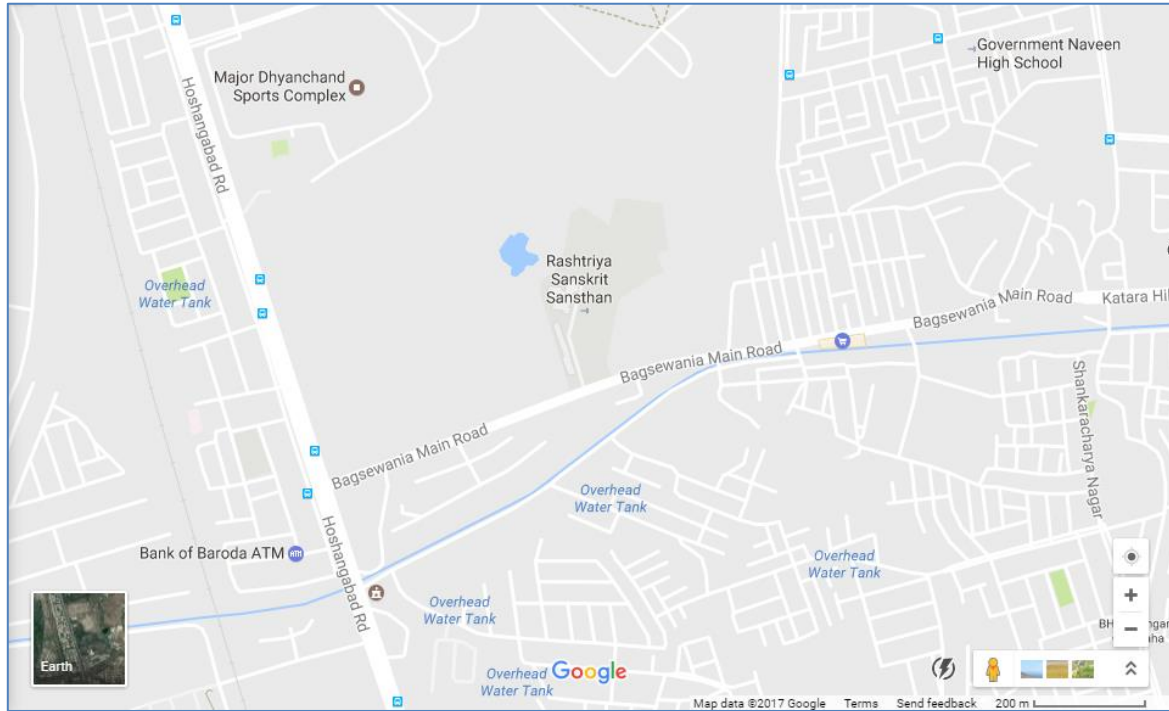 Government Naveen
High School
Major Dhyanchand
Sports Complex
Hoshangabad Rd
Overhead
Water Tank
Rashtriya
Sanskrit
Sansthan
Bagsewania Main Road
Katara Hil
Bagsewania Main Road
Shankaracharya Nagar
Bagsewania Main Road
Overhead
Water Tank
Hoshangabad Rd
Bank of Baroda ATM
ATM
Overhead
Water Tank
Overhead
Water Tank
Earth
Overhead
Water Tank
Google
Map data ©2017 Google Terms Send feedback 200 m